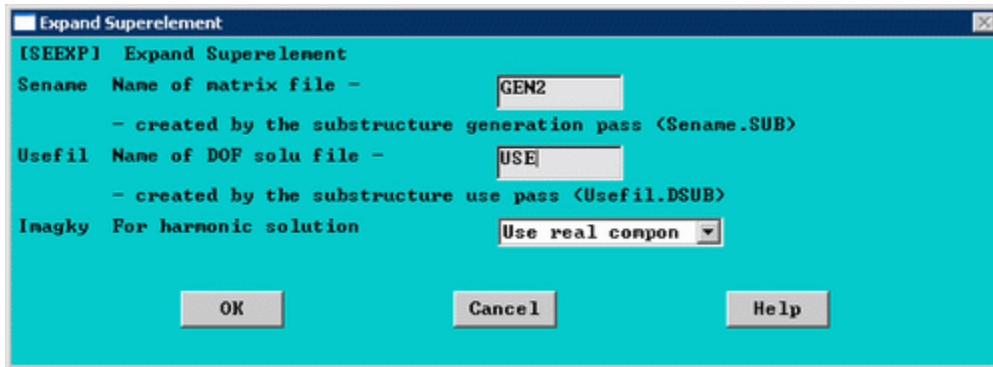 Expand Superelement
[SEEXP] Expand Superelement
Sename Name of matrix file - GEN2
- created by the substructure generation pass (Sename.SUB)
Usefil Name of DOF solu file - USE
- created by the substructure use pass (Usefil.DSUB)
Imagky For harmonic solution Use real compon
OK Cancel Help